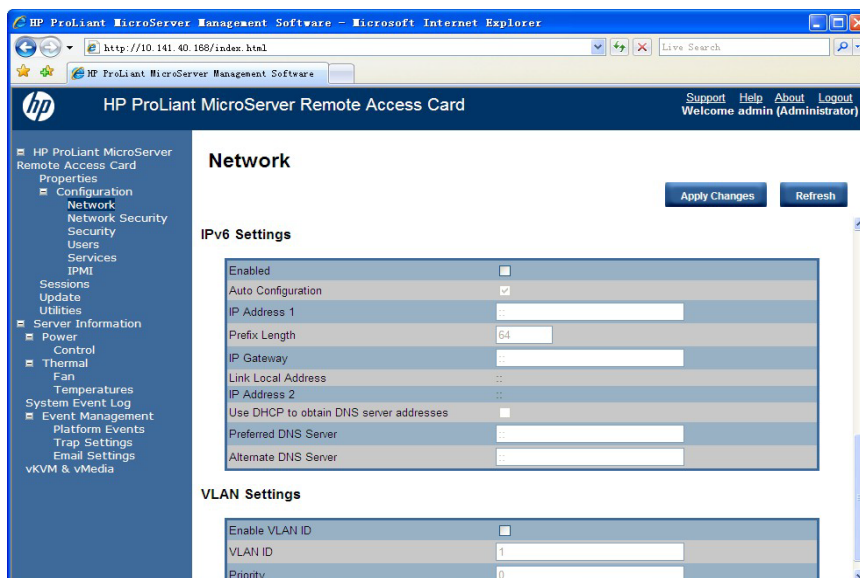 HP ProLiant MicroServer Management Software - Microsoft Internet Explorer
http://10.141.40.168/index.html
Live Search
HP ProLiant MicroServer Management Software
hp
HP ProLiant MicroServer Remote Access Card
Support Help About Logout
Welcome admin (Administrator)
HP ProLiant MicroServer
Remote Access Card
Properties
Configuration
Network
Network Security
Security
Users
Services
IPMI
Sessions
Update
Utilities
Server Information
Power
Control
Thermal
Fan
Temperatures
System Event Log
Event Management
Platform Events
Trap Settings
Email Settings
vKVM & vMedia
Network
Apply Changes Refresh
IPv6 Settings
Enabled
Auto Configuration
IP Address 1 ::
Prefix Length 64
IP Gateway ::
Link Local Address ::
IP Address 2 ::
Use DHCP to obtain DNS server addresses
Preferred DNS Server ::
Alternate DNS Server ::
VLAN Settings
Enable VLAN ID
VLAN ID 1
Priority 0